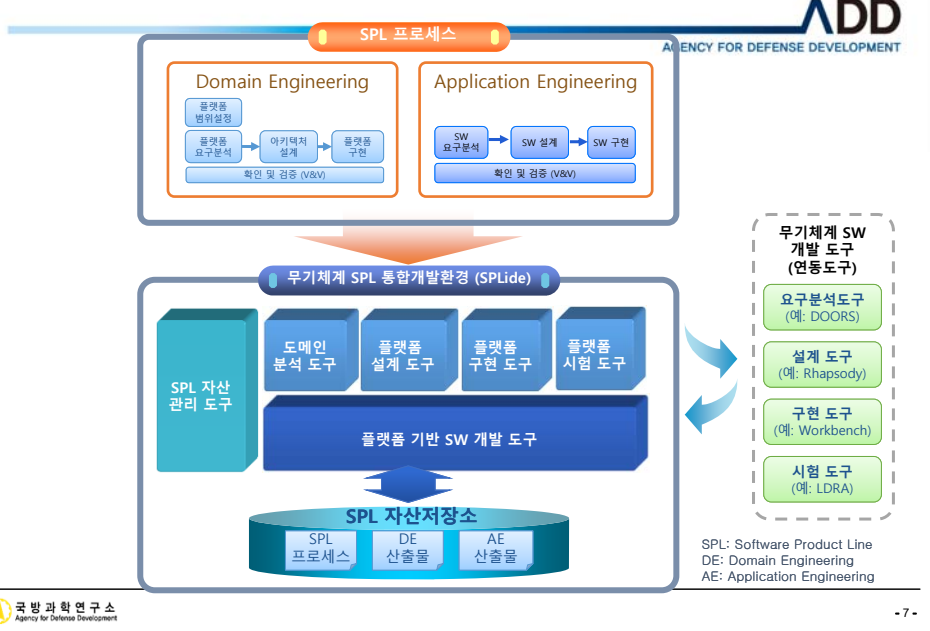 ADD
AGENCY FOR DEFENSE DEVELOPMENT
SPL 프로세스
Domain Engineering
플랫폼
범위설정
플랫폼
요구분석
아키텍처
설계
플랫폼
구현
확인 및 검증 (V&V)
Application Engineering
SW
요구분석
SW 설계
SW 구현
확인 및 검증 (V&V)
무기체계 SPL 통합개발환경 (SPLide)
SPL 자산
관리 도구
도메인
분석 도구
플랫폼
설계 도구
플랫폼
구현 도구
플랫폼
시험 도구
플랫폼 기반 SW 개발 도구
SPL 자산저장소
SPL
프로세스
DE
산출물
AE
산출물
무기체계 SW
개발 도구
(연동도구)
요구분석도구
(예: DOORS)
설계 도구
(예: Rhapsody)
구현 도구
(예: Workbench)
시험 도구
(예: LDRA)
SPL: Software Product Line
DE: Domain Engineering
AE: Application Engineering
국방과학연구소
Agency for Defense Development
- 7 -